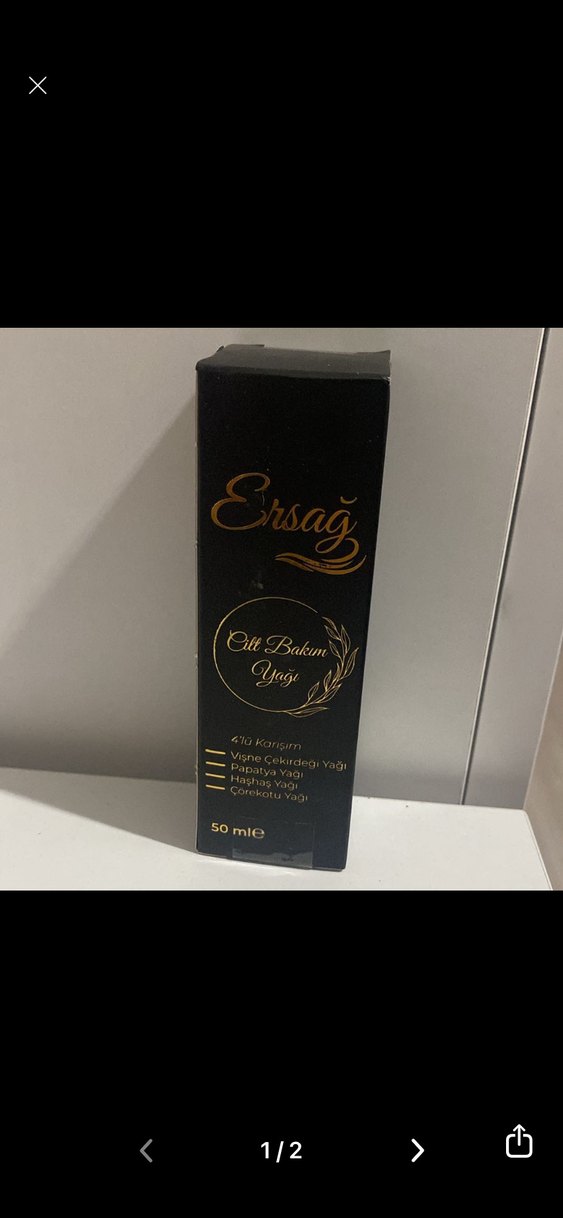 Ersağ
Cilt Bakım
Yağı
4'lü Karışım
Vişne Çekirdeği Yağı
Papatya Yağı
Haşhaş Yağı
Çörekotu Yağı
50 ml℮
1/2